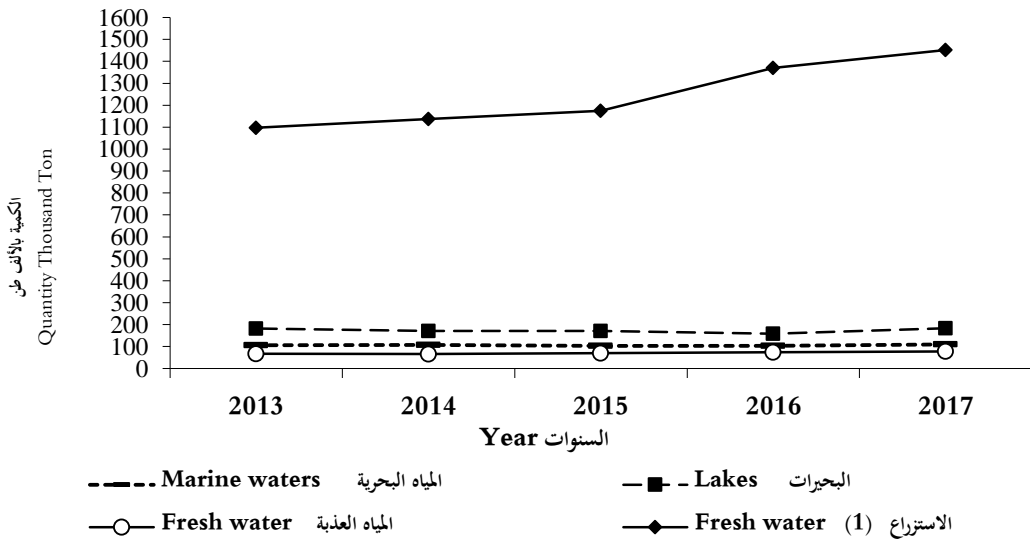 1600
1500
1400
1300
1200
1100
1000
900
800
700
600
500
400
300
200
100
0
الكمية بالألف طن
Quantity Thousand Ton
2013 2014 2015 2016 2017
Year السنوات
Marine waters المياه البحرية
Lakes البحيرات
Fresh water المياه العذبة
Fresh water (1) الاستزراع